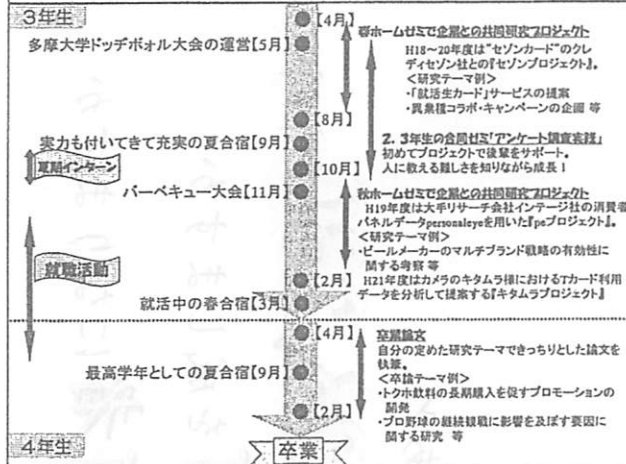 3年生
【4月】
多摩大学ドッヂボォル大会の運営【5月】
春ホームゼミで企業との共同研究プロジェクト
H18～20年度は"セゾンカード"のクレ
ディセゾン社との『セゾンプロジェクト』。
<研究テーマ例>
・「就活生カード」サービスの提案
・異業種コラボ・キャンペーンの企画 等
【8月】
実力も付いてきて充実の夏合宿【9月】
2．3年生の合同ゼミ「アンケート調査実践」
初めてプロジェクトで後輩をサポート。
人に教える難しさを知りながら成長！
夏期インターン
【10月】
バーベキュー大会【11月】
秋ホームゼミで企業との共同研究プロジェクト
H19年度は大手リサーチ会社インテージ社の消費者
パネルデータpersonaleyeを用いた『peプロジェクト』。
<研究テーマ例>
・ビールメーカーのマルチブランド戦略の有効性に
関する考察 等
就職活動
【2月】
H21年度はカメラのキタムラ様におけるTカード利用
データを分析して提案する『キタムラプロジェクト』
就活中の春合宿【3月】
【4月】
卒業論文
自分の定めた研究テーマできっちりとした論文を
執筆。
<卒論テーマ例>
・トクホ飲料の長期購入を促すプロモーションの
開発
・プロ野球の継続観戦に影響を及ぼす要因に
関する研究 等
最高学年としての夏合宿【9月】
【2月】
4年生
卒業